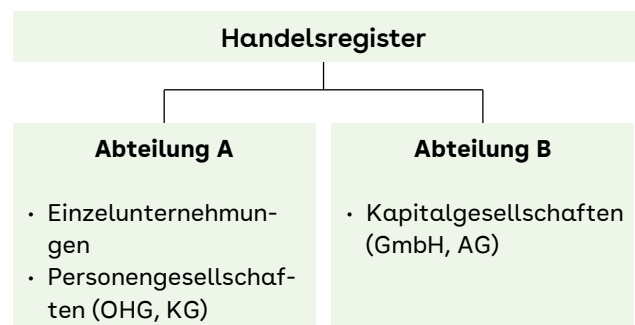 Handelsregister
Abteilung A
· Einzelunternehmun-
gen
· Personengesellschaf-
ten (OHG, KG)
Abteilung B
· Kapitalgesellschaften
(GmbH, AG)